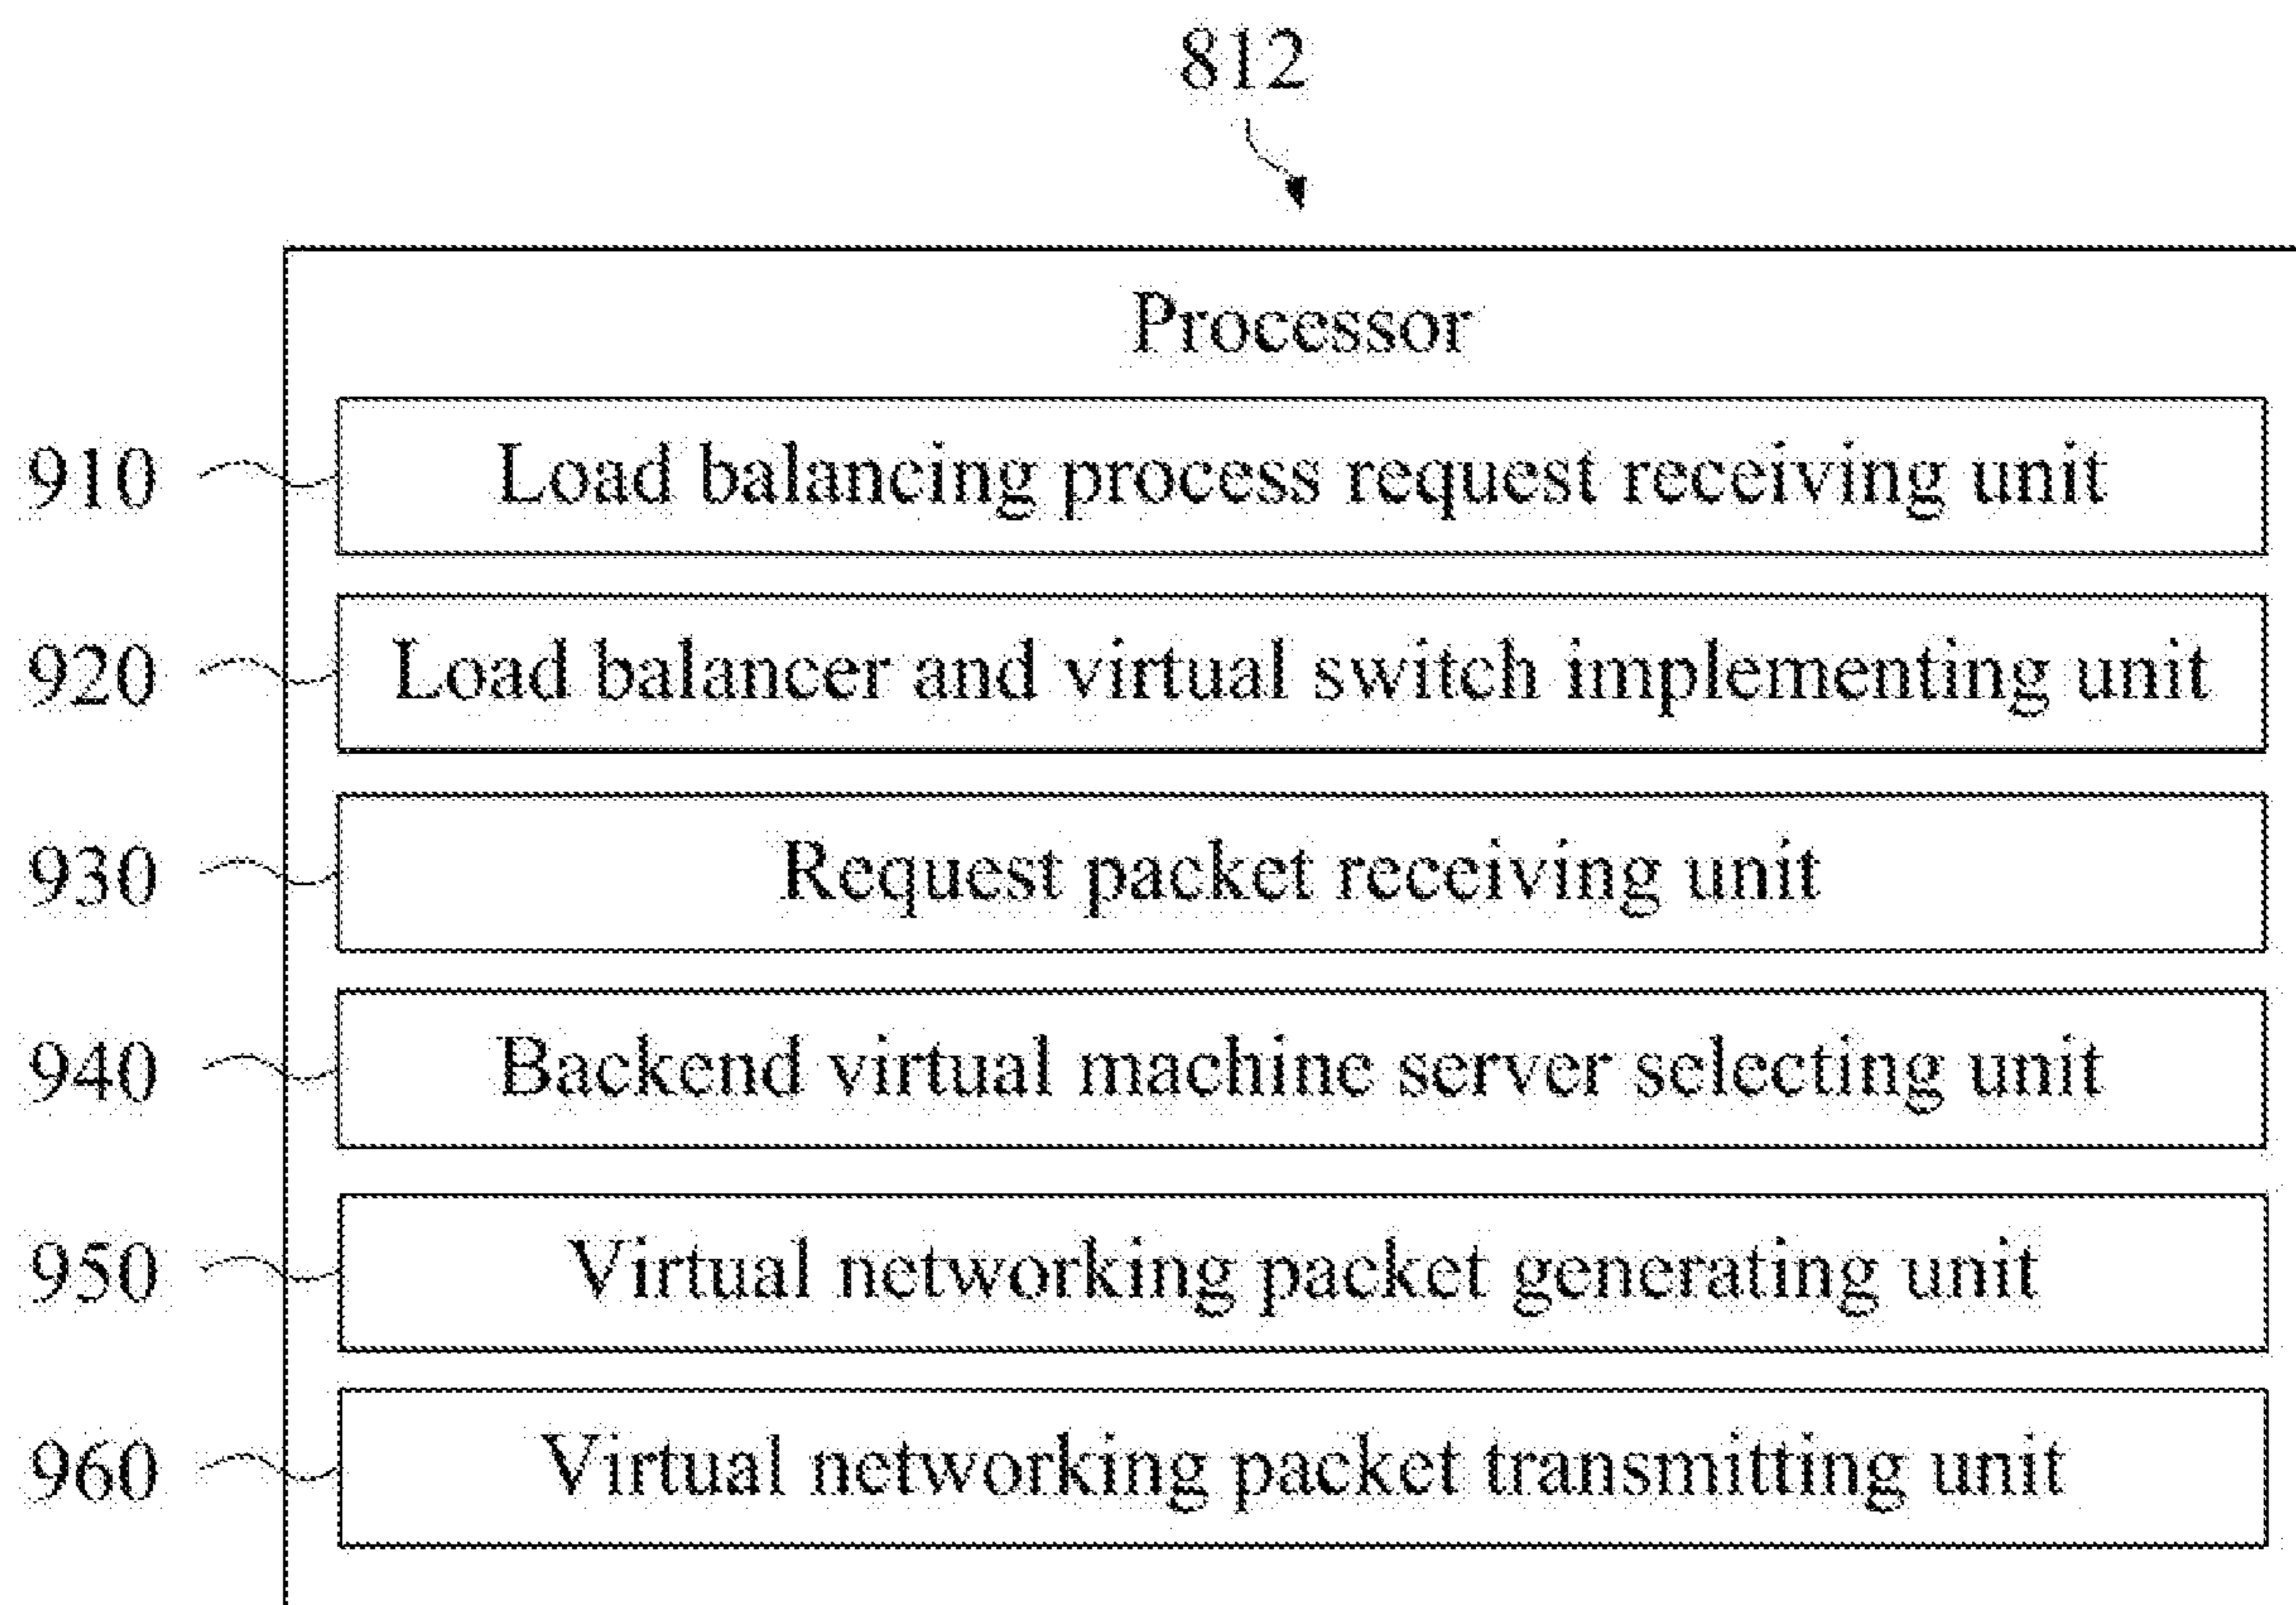 812
Processor
910 Load balancing process request receiving unit
920 Load balancer and virtual switch implementing unit
930 Request packet receiving unit
940 Backend virtual machine server selecting unit
950 Virtual networking packet generating unit
960 Virtual networking packet transmitting unit